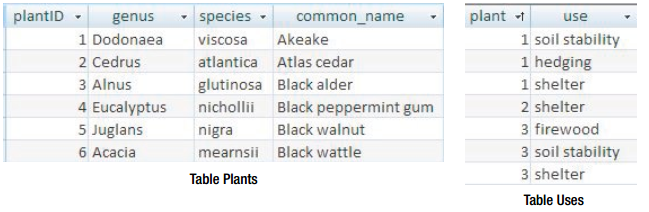 plantID genus species common_name
1 Dodonaea viscosa Akeake
2 Cedrus atlantica Atlas cedar
3 Alnus glutinosa Black alder
4 Eucalyptus nichollii Black peppermint gum
5 Juglans nigra Black walnut
6 Acacia mearnsii Black wattle
Table Plants
plant use
1 soil stability
1 hedging
1 shelter
2 shelter
3 firewood
3 soil stability
3 shelter
Table Uses